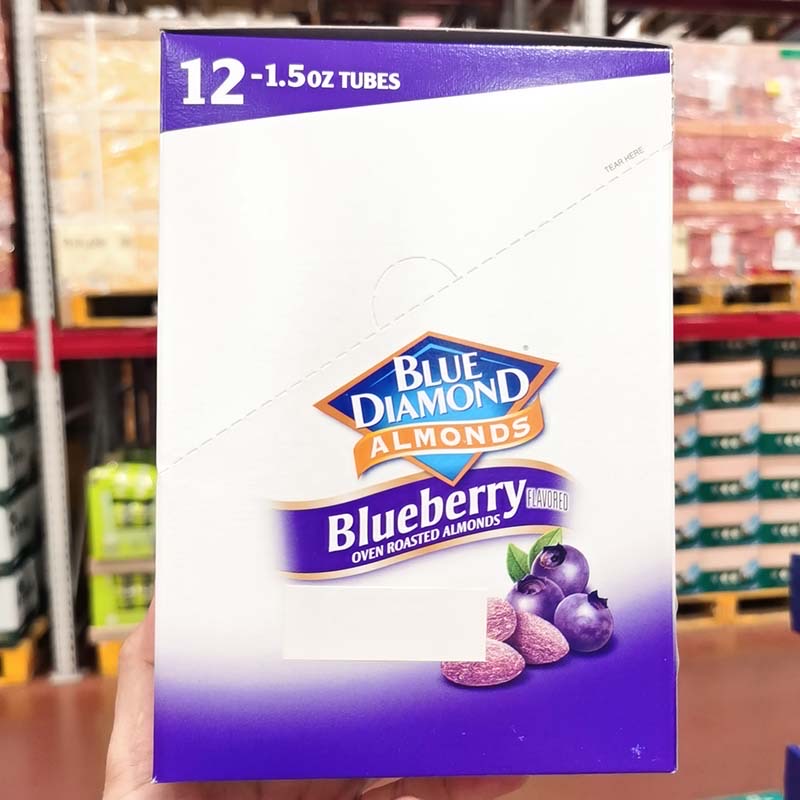 12-1.5OZ TUBES
TEAR HERE
BLUE
DIAMOND®
ALMONDS
Blueberry FLAVORED
OVEN ROASTED ALMONDS